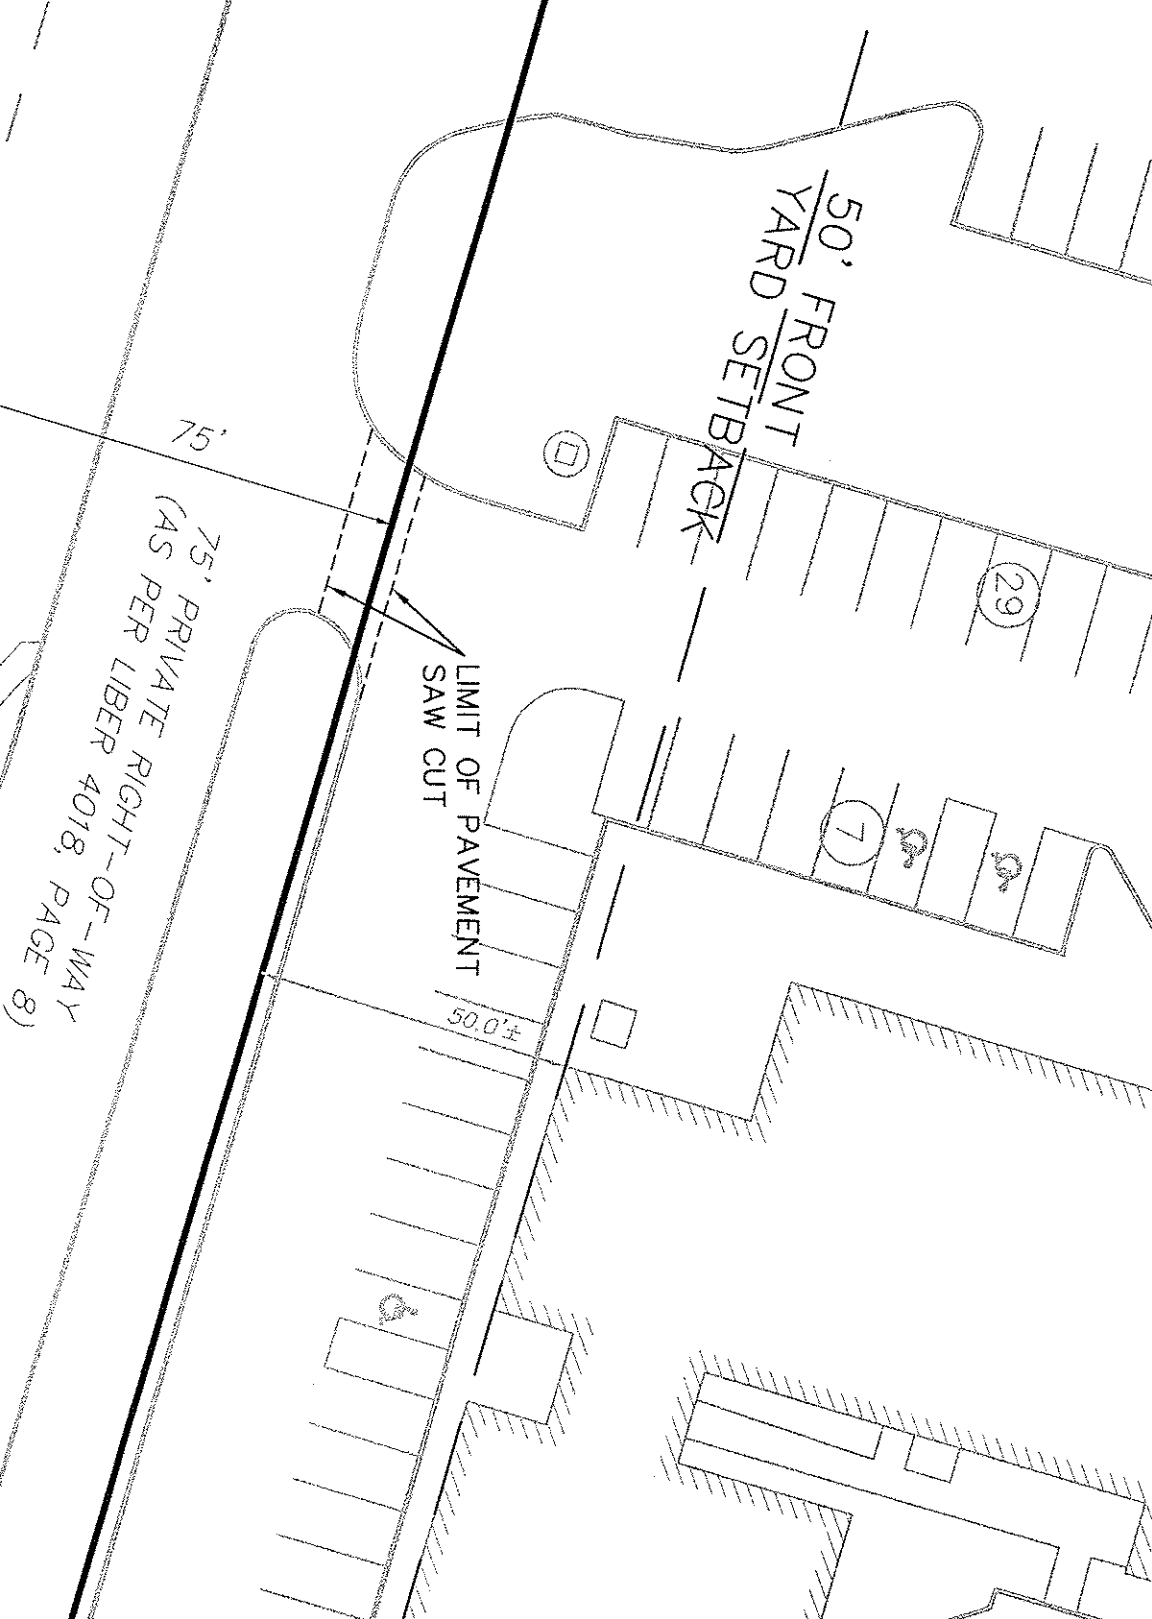 50' FRONT
YARD SETBACK
75'
29
LIMIT OF PAVEMENT
SAW CUT
7
75' PRIVATE RIGHT-OF-WAY
(AS PER LIBER 4018, PAGE 8)
50.0'±